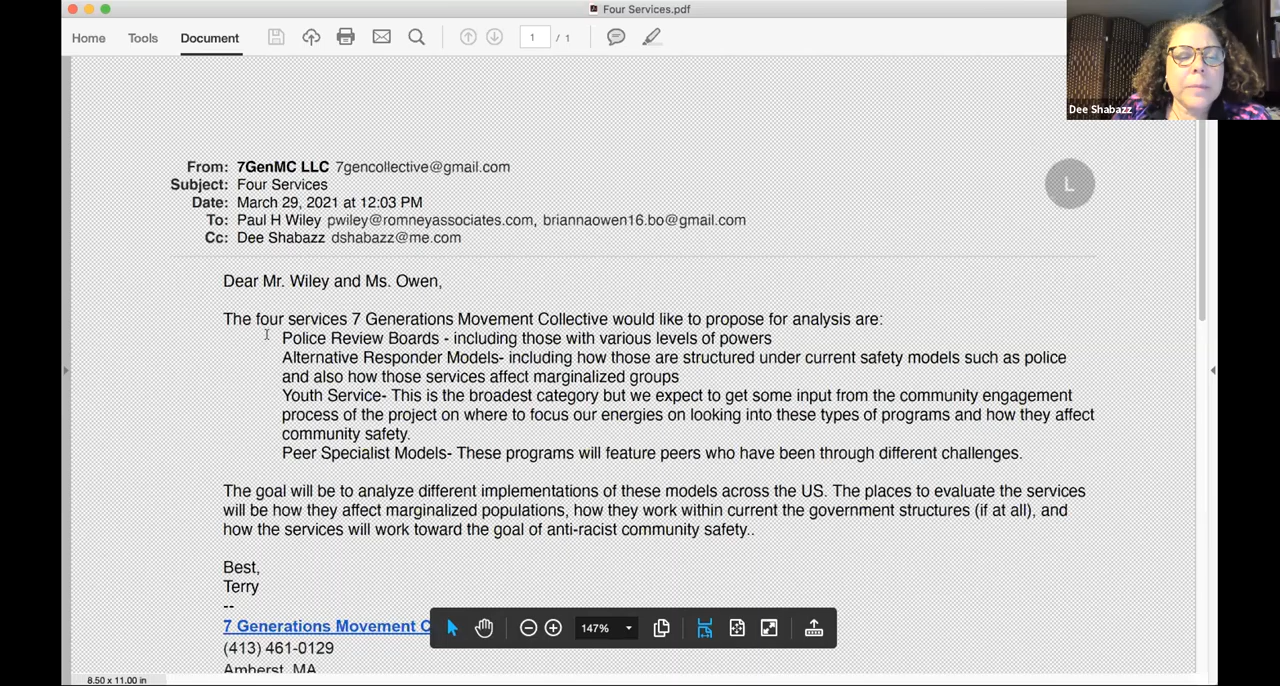 Four Services.pdf
Home Tools Document 1 / 1
Dee Shabazz
From: 7GenMC LLC 7gencollective@gmail.com
L
Subject: Four Services
Date: March 29, 2021 at 12:03 PM
To: Paul H Wiley pwiley@romneyassociates.com, briannaowen16.bo@gmail.com
Cc: Dee Shabazz dshabazz@me.com
Dear Mr. Wiley and Ms. Owen,
The four services 7 Generations Movement Collective would like to propose for analysis are:
Police Review Boards - including those with various levels of powers
Alternative Responder Models- including how those are structured under current safety models such as police
and also how those services affect marginalized groups
Youth Service- This is the broadest category but we expect to get some input from the community engagement
process of the project on where to focus our energies on looking into these types of programs and how they affect
community safety.
Peer Specialist Models- These programs will feature peers who have been through different challenges.
The goal will be to analyze different implementations of these models across the US. The places to evaluate the services
will be how they affect marginalized populations, how they work within current the government structures (if at all), and
how the services will work toward the goal of anti-racist community safety..
Best,
Terry
--
7 Generations Movement C
147%
(413) 461-0129
Amherst, MA
8.50 x 11.00 in